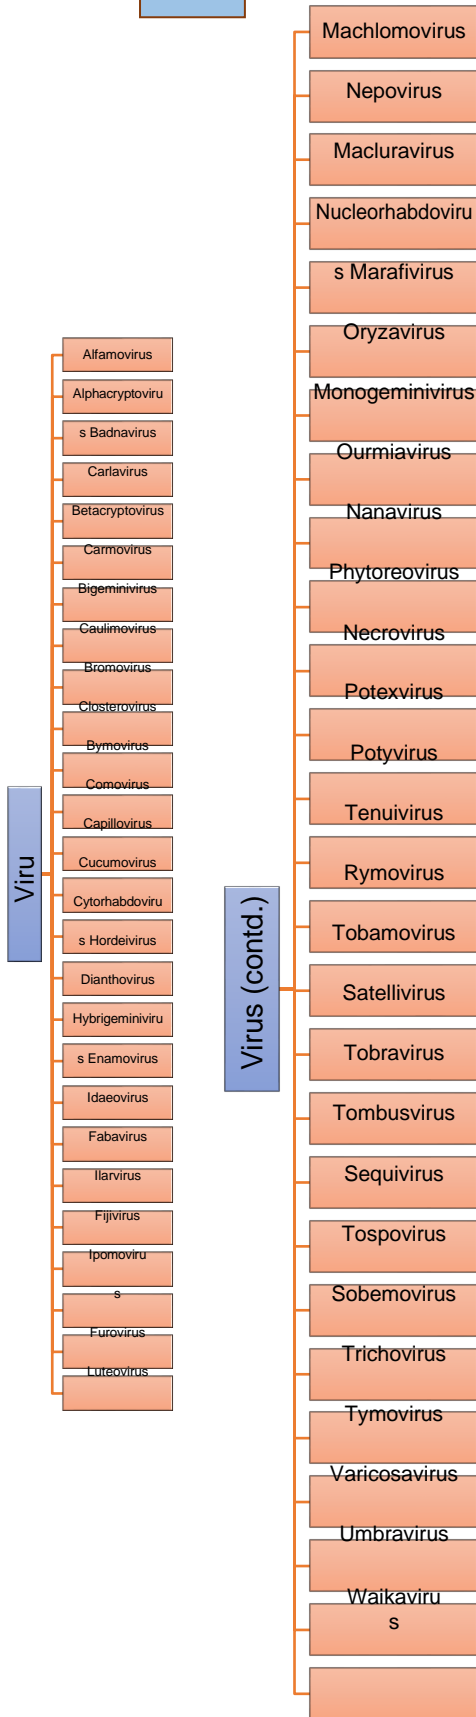 Viru
Alfamovirus
Alphacryptoviru
s Badnavirus
Carlavirus
Betacryptovirus
Carmovirus
Bigeminivirus
Caulimovirus
Bromovirus
Closterovirus
Bymovirus
Comovirus
Capillovirus
Cucumovirus
Cytorhabdoviru
s Hordeivirus
Dianthovirus
Hybrigeminiviru
s Enamovirus
Idaeovirus
Fabavirus
Ilarvirus
Fijivirus
Ipomoviru
s
Furovirus
Luteovirus
Virus (contd.)
Machlomovirus
Nepovirus
Macluravirus
Nucleorhabdoviru
s Marafivirus
Oryzavirus
Monogeminivirus
Ourmiavirus
Nanavirus
Phytoreovirus
Necrovirus
Potexvirus
Potyvirus
Tenuivirus
Rymovirus
Tobamovirus
Satellivirus
Tobravirus
Tombusvirus
Sequivirus
Tospovirus
Sobemovirus
Trichovirus
Tymovirus
Varicosavirus
Umbravirus
Waikaviru
s